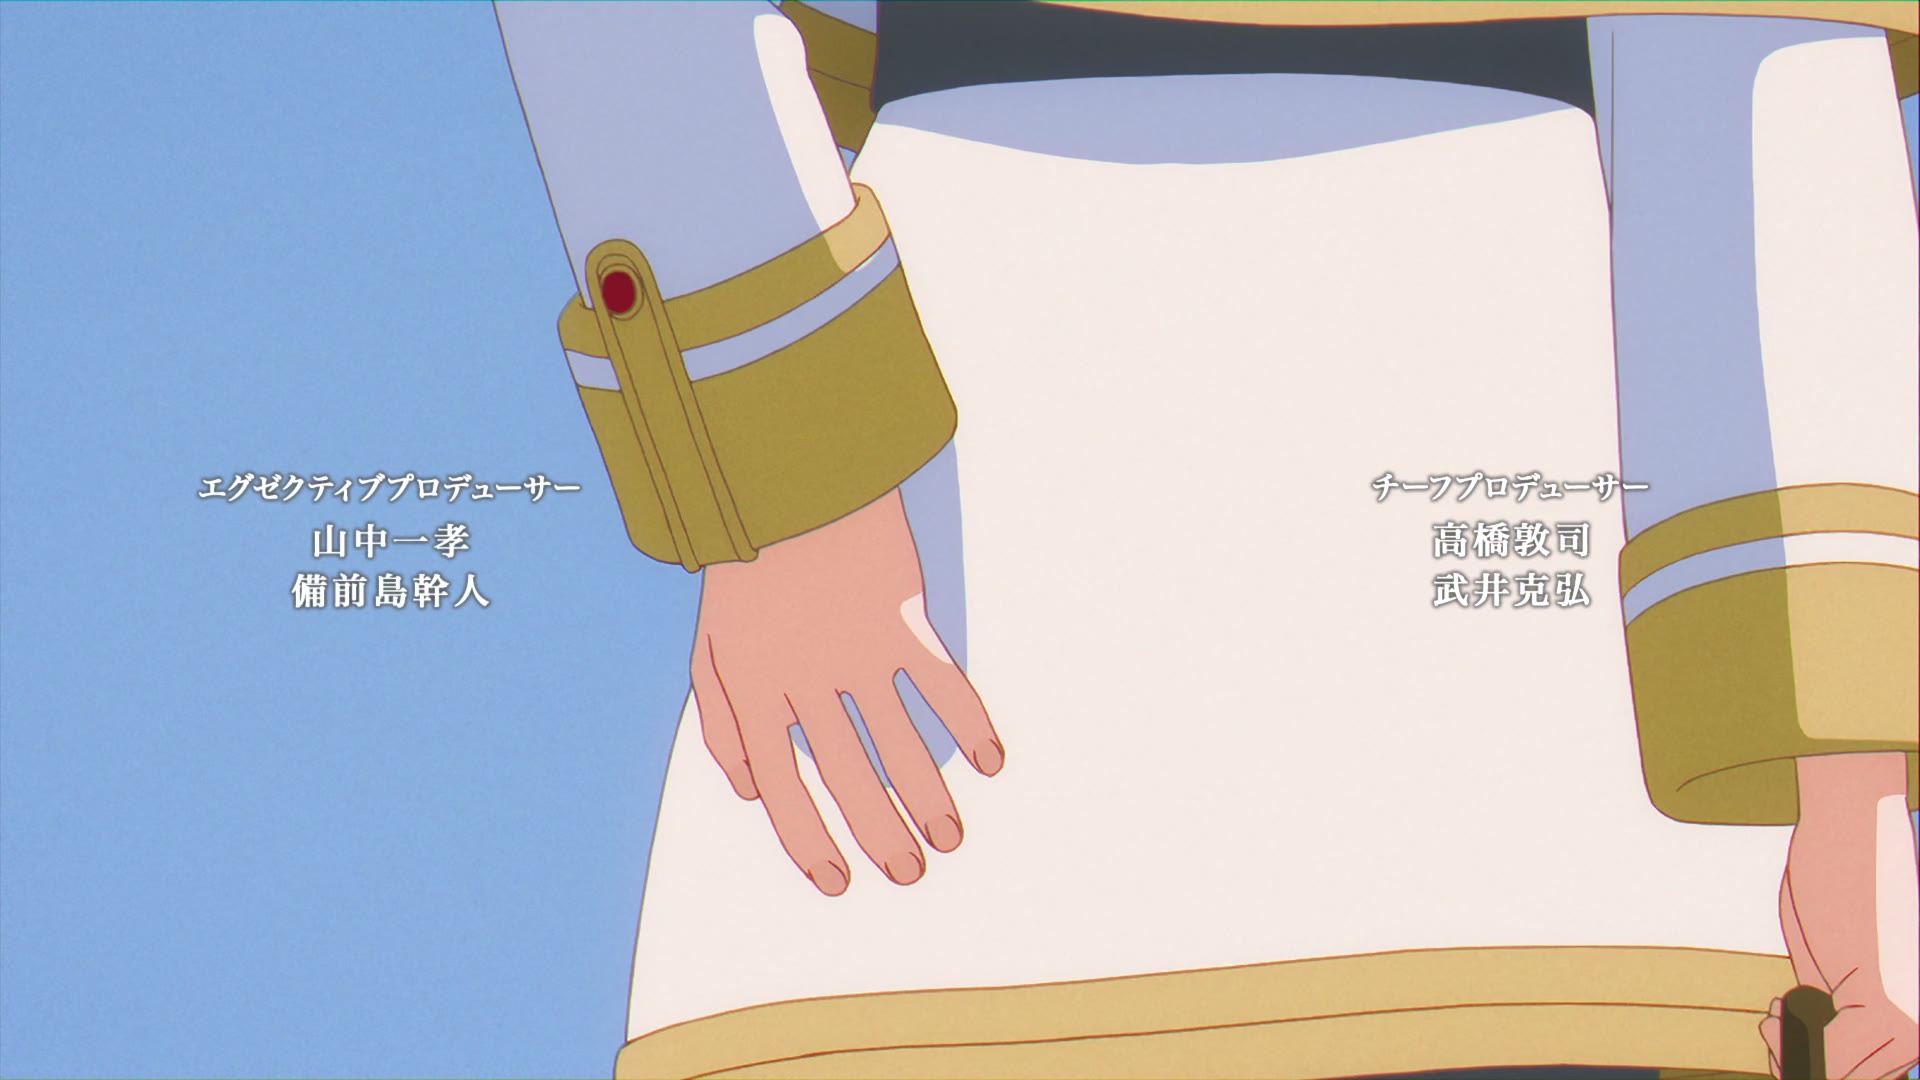 エグゼクティブプロデューサー
山中一孝
備前島幹人
チーフプロデューサー
高橋敦司
武井克弘